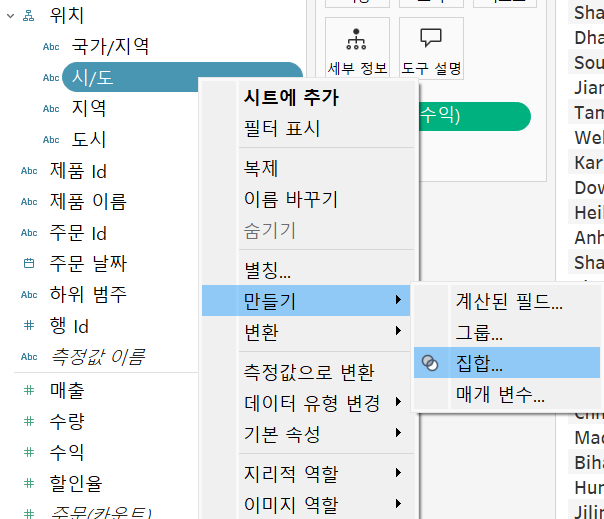 위치
Abc 국가/지역
Abc 시/도
Abc 지역
Abc 도시
Abc 제품 Id
Abc 제품 이름
Abc 주문 Id
주문 날짜
Abc 하위 범주
# 행 Id
Abc 측정값 이름
# 매출
# 수량
# 수익
# 할인율
# 주문(카운트)
세부 정보
도구 설명
수익)
시트에 추가
필터 표시
복제
이름 바꾸기
숨기기
별칭...
만들기
변환
측정값으로 변환
데이터 유형 변경
기본 속성
지리적 역할
이미지 역할
계산된 필드...
그룹...
집합...
매개 변수...
Sha
Dha
Sou
Jian
Tam
Kar
Dov
Heil
Anh
Sha
Mac
Biha
Hur
Jilin